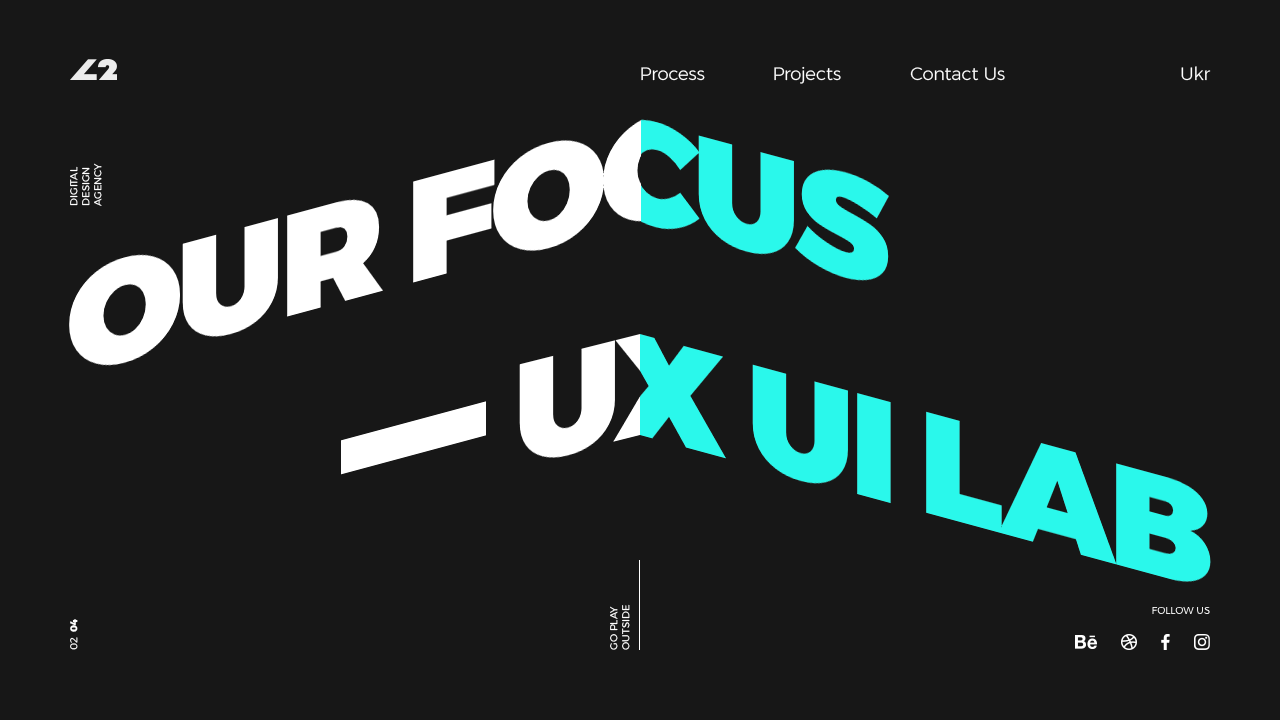 Process
Projects
Contact Us
Ukr
DIGITAL
DESIGN
AGENCY
OUR FOCUS
— UX UI LAB
GO PLAY
OUTSIDE
02 04
FOLLOW US
Bē